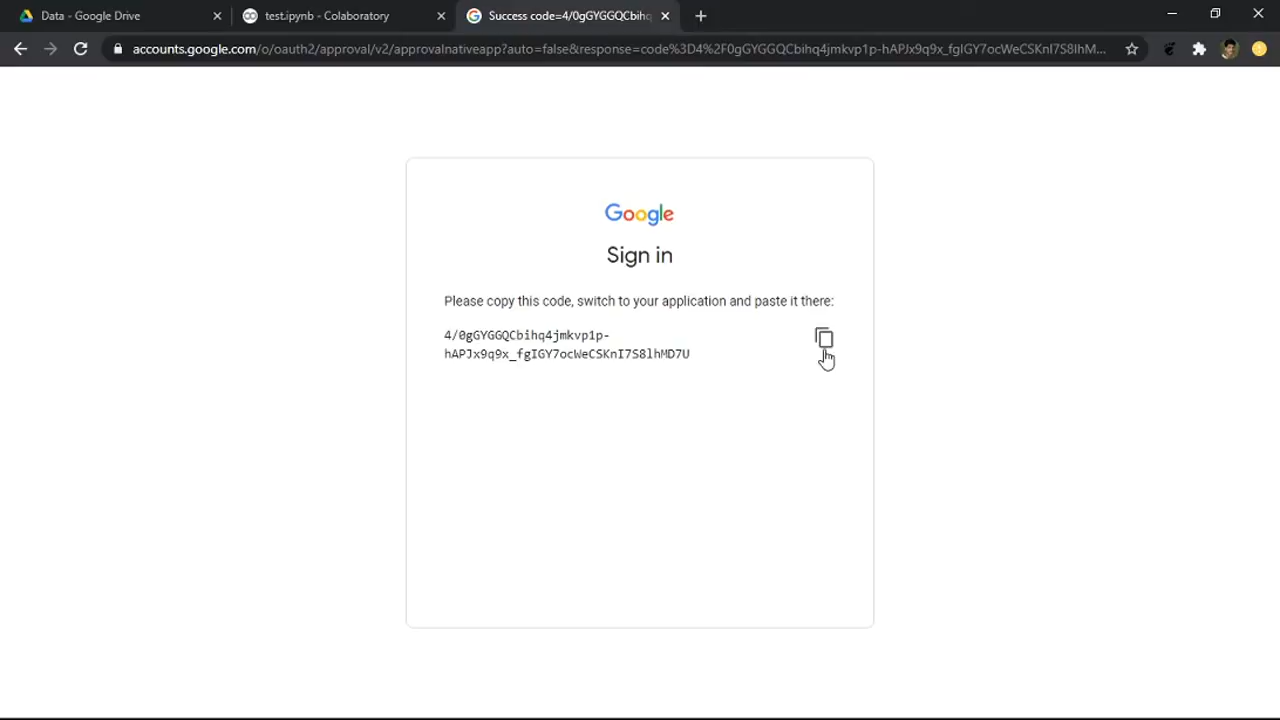 Data - Google Drive
test.ipynb - Colaboratory
Success code=4/0gGYGGQCbihq
accounts.google.com/o/oauth2/approval/v2/approvalnativeapp?auto=false&response=code%3D4%2F0gGYGGQCbihq4jmkvp1p-hAPJx9q9x_fgIGY7ocWeCSKnI7S8lhM...
Google
Sign in
Please copy this code, switch to your application and paste it there:
4/0gGYGGQCbihq4jmkvp1p-
hAPJx9q9x_fgIGY7ocWeCSKnI7S8lhMD7U